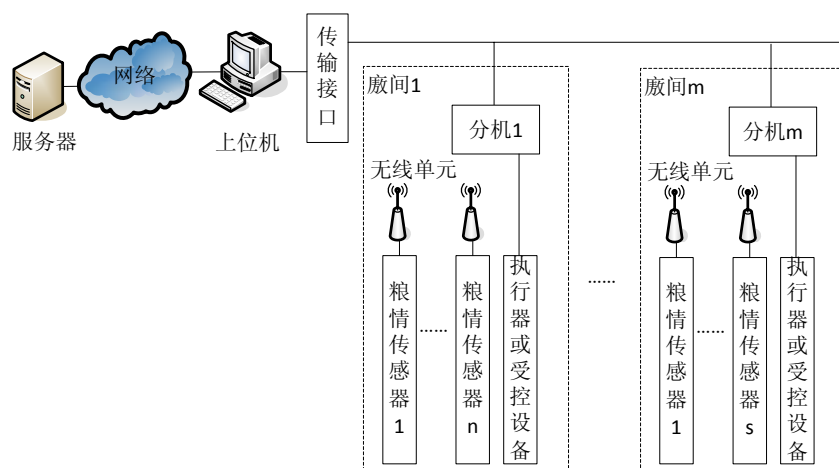 服务器
网络
上位机
传输接口
廒间1
分机1
无线单元
粮情传感器1
......
粮情传感器n
执行器或受控设备
......
廒间m
分机m
无线单元
粮情传感器1
......
粮情传感器s
执行器或受控设备